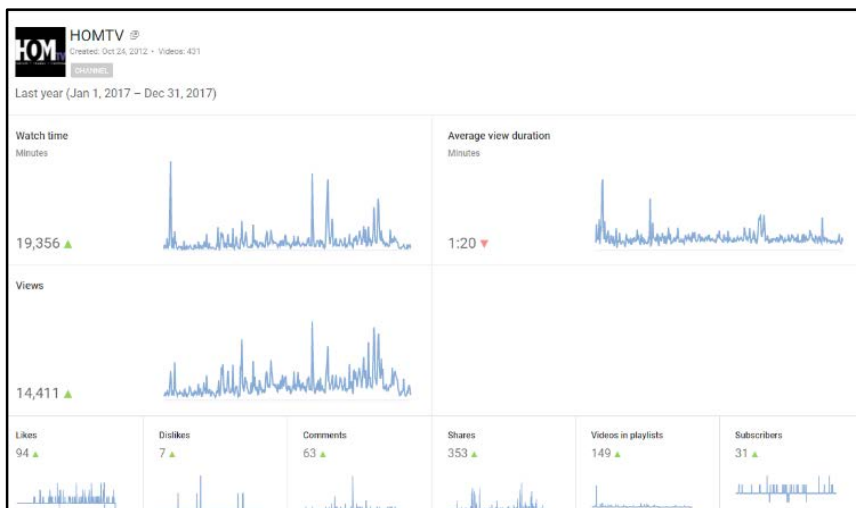 HOMTV
HOMTV
Created: Oct 24, 2012 • Videos: 431
CHANNEL
Last year (Jan 1, 2017 – Dec 31, 2017)
Watch time
Minutes
19,356
Average view duration
Minutes
1:20
Views
14,411
Likes
94
Dislikes
7
Comments
63
Shares
353
Videos in playlists
149
Subscribers
31